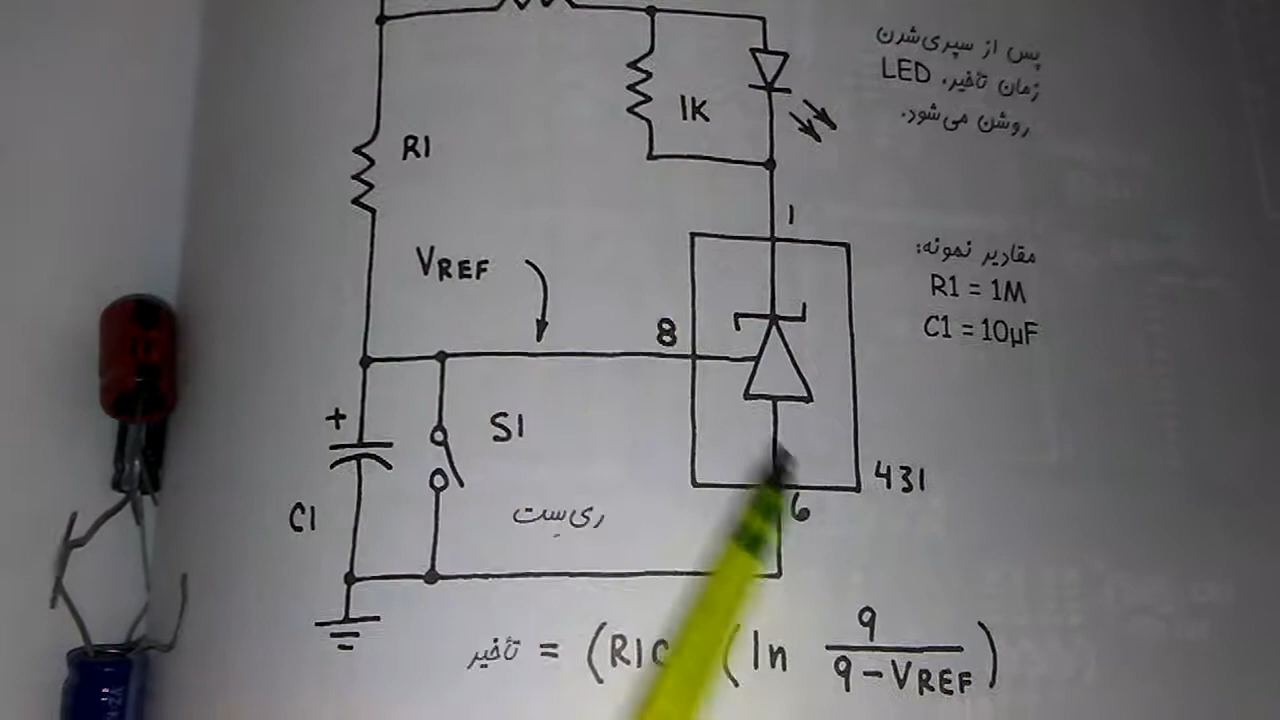 پس از سپری‌شدن
زمان تأخیر، LED
روشن می‌شود.
1K
R1
1
VREF
مقادیر نمونه:
R1 = 1M
C1 = 10µF
8
+
S1
431
C1
ری‌ست
6
تأخیر = (R1C (ln 9 / 9 - VREF)